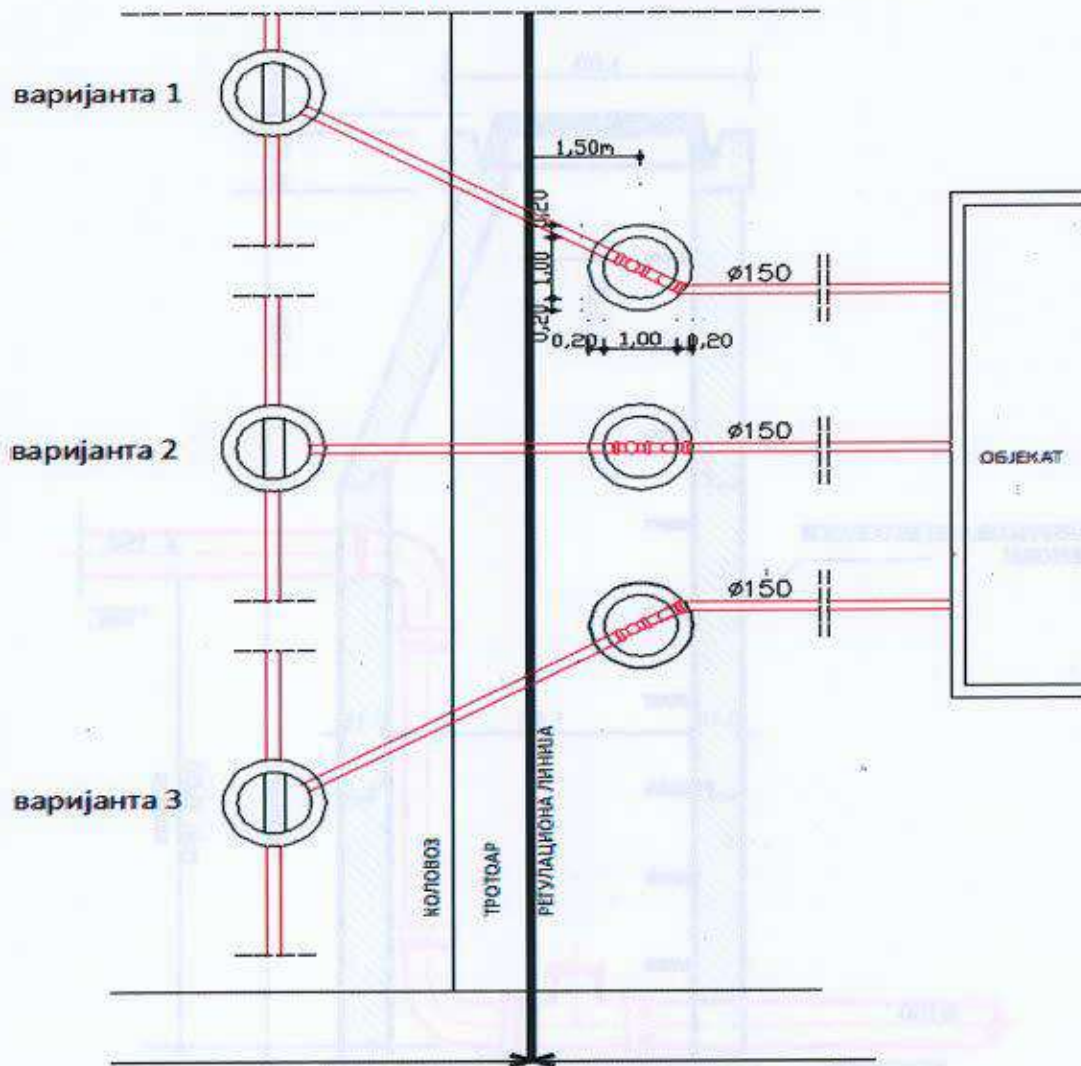 варијанта 1
1,50m
0,20
1,00
0,20
0,20 1,00 0,20
ø150
варијанта 2
ø150
ОБЈЕКАТ
ø150
варијанта 3
КОЛОВОЗ
ТРОТОАР
РЕГУЛАЦИОНА ЛИНИЈА